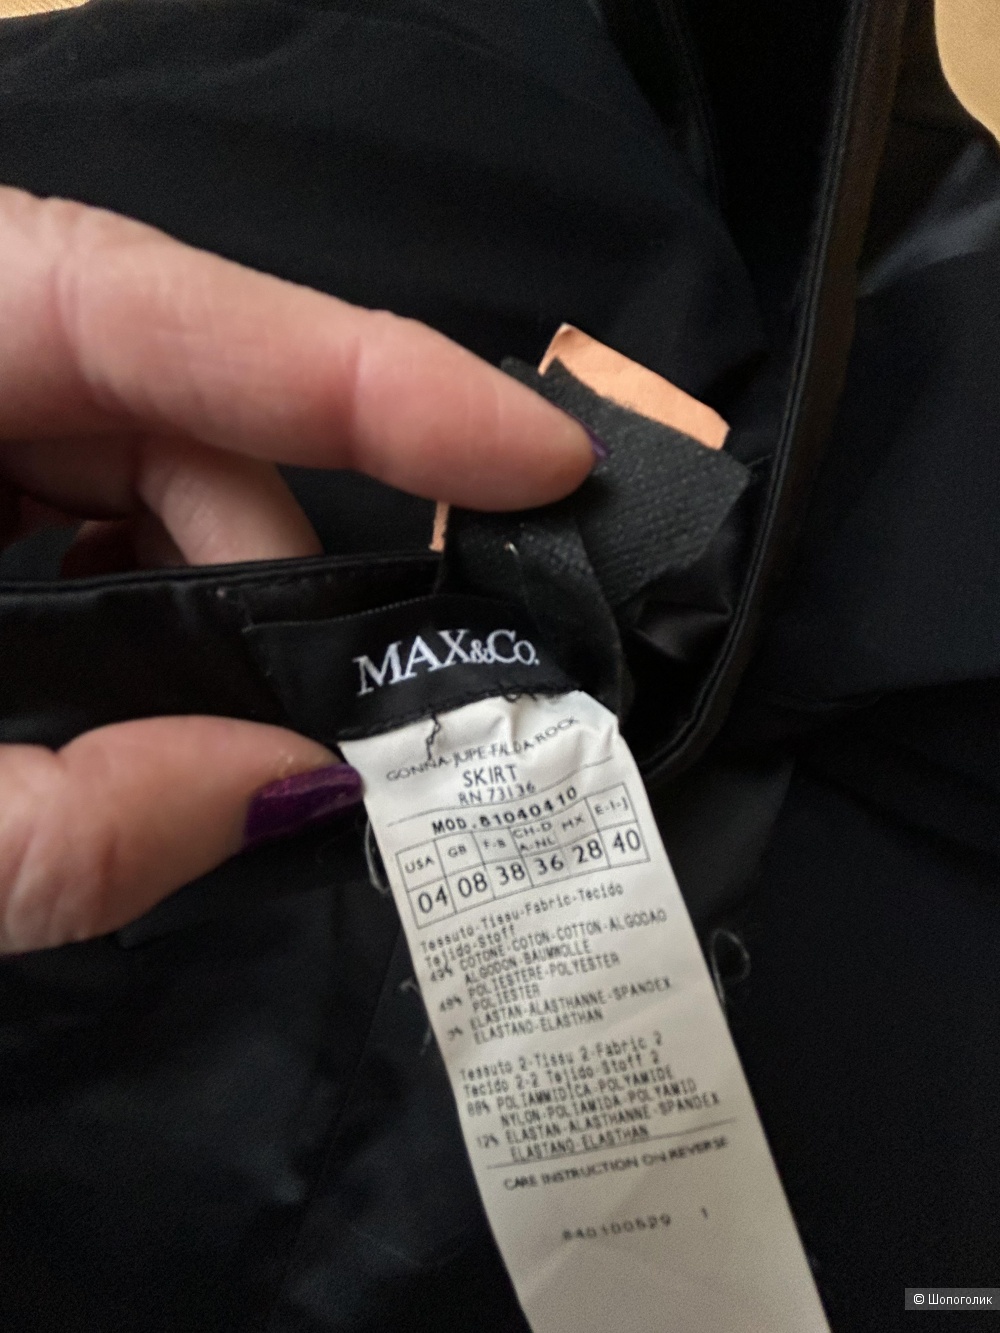 MAX&Co.
GONNA-JUPE-FALDA-ROCK
SKIRT
RN 73136
MOD. 81040410
USA GB F-B CH-D A-NL MX E-I-J
04 08 38 36 28 40
Tessuto-Tissu-Fabric-Tecido
Tejido-Stoff
49% COTONE-COTON-COTTON-ALGODAO
ALGODON-BAUMWOLLE
POLIESTERE-POLYESTER
POLIESTER
3% ELASTAN-ALASTHANNE-SPANDEX
ELASTANO-ELASTHAN
Tessuto 2-Tissu 2-Fabric 2
Tecido 2-2 Tejido-Stoff 2
88% POLIAMMIDICA-POLYAMIDE
NYLON-POLIAMIDA-POLYAMID
12% ELASTAN-ALASTHANNE-SPANDEX
ELASTANO-ELASTHAN
CARE INSTRUCTION ON REVERSE
840100529 1
© Шопоголик